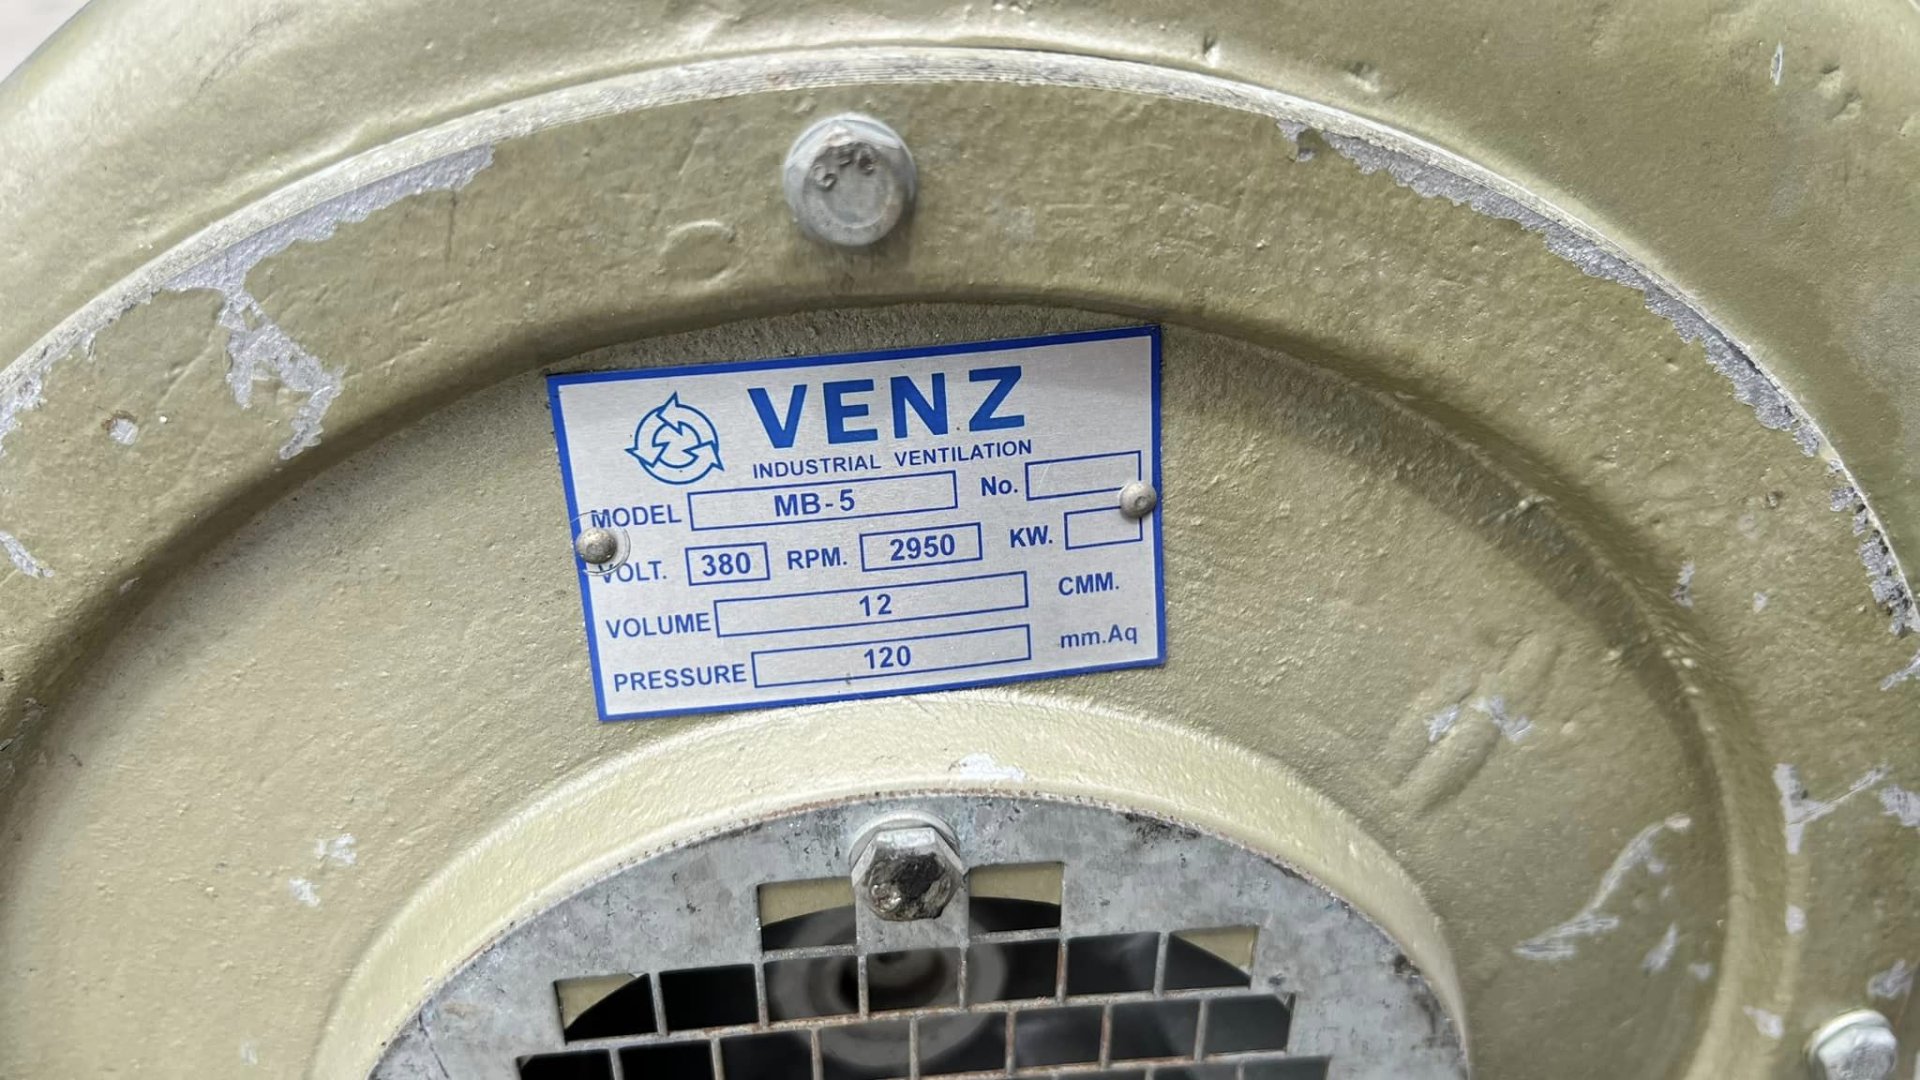 VENZ
INDUSTRIAL VENTILATION
MODEL MB-5 No.
VOLT. 380 RPM. 2950 KW.
VOLUME 12 CMM.
PRESSURE 120 mm.Aq